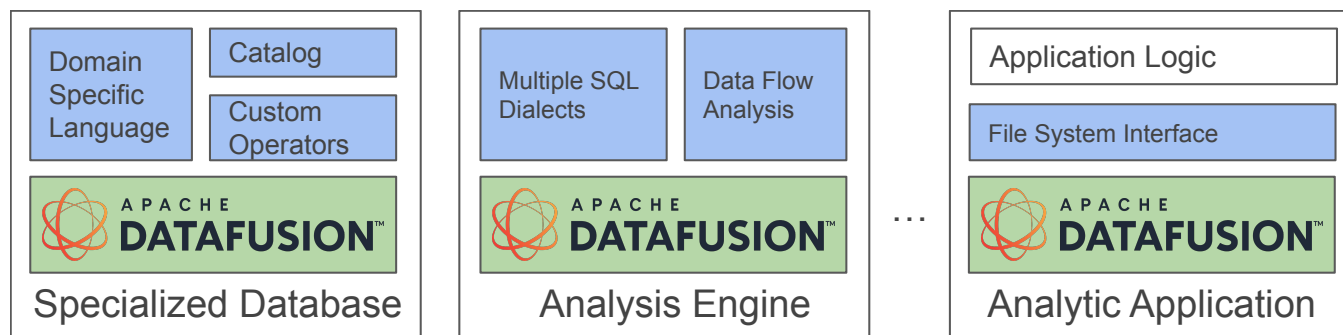 Domain
Specific
Language
Catalog
Custom
Operators
APACHE
DATAFUSION™
Specialized Database
Multiple SQL
Dialects
Data Flow
Analysis
APACHE
DATAFUSION™
Analysis Engine
...
Application Logic
File System Interface
APACHE
DATAFUSION™
Analytic Application